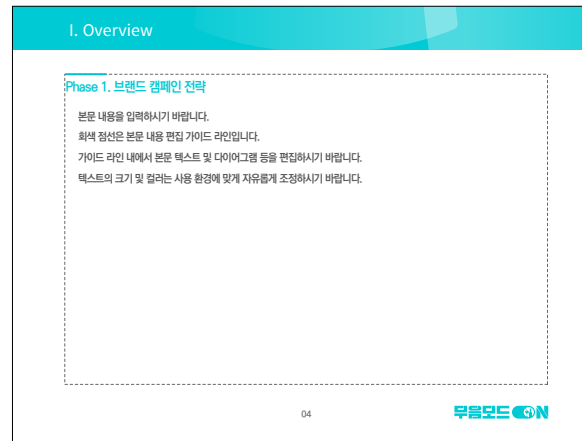 I. Overview
Phase 1. 브랜드 캠페인 전략
본문 내용을 입력하시기 바랍니다.
회색 점선은 본문 내용 편집 가이드 라인입니다.
가이드 라인 내에서 본문 텍스트 및 다이어그램 등을 편집하시기 바랍니다.
텍스트의 크기 및 컬러는 사용 환경에 맞게 자유롭게 조정하시기 바랍니다.
04
무음모드 ON